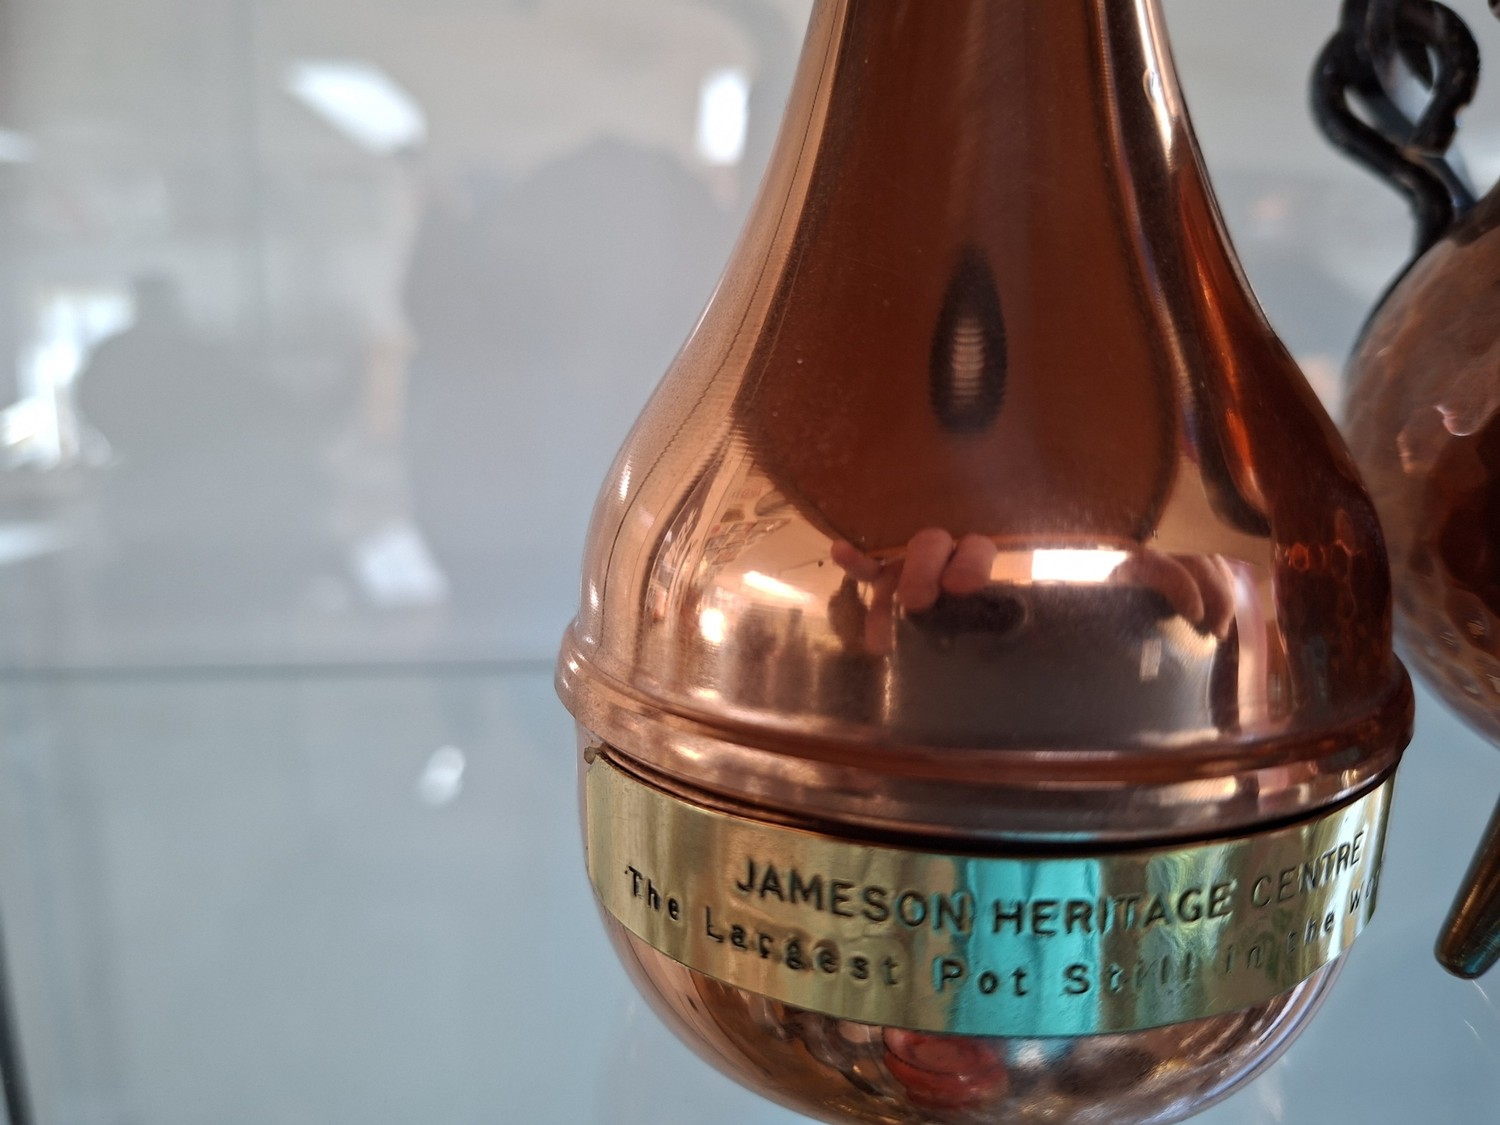 JAMESON HERITAGE CENTRE
The Largest Pot Still in the